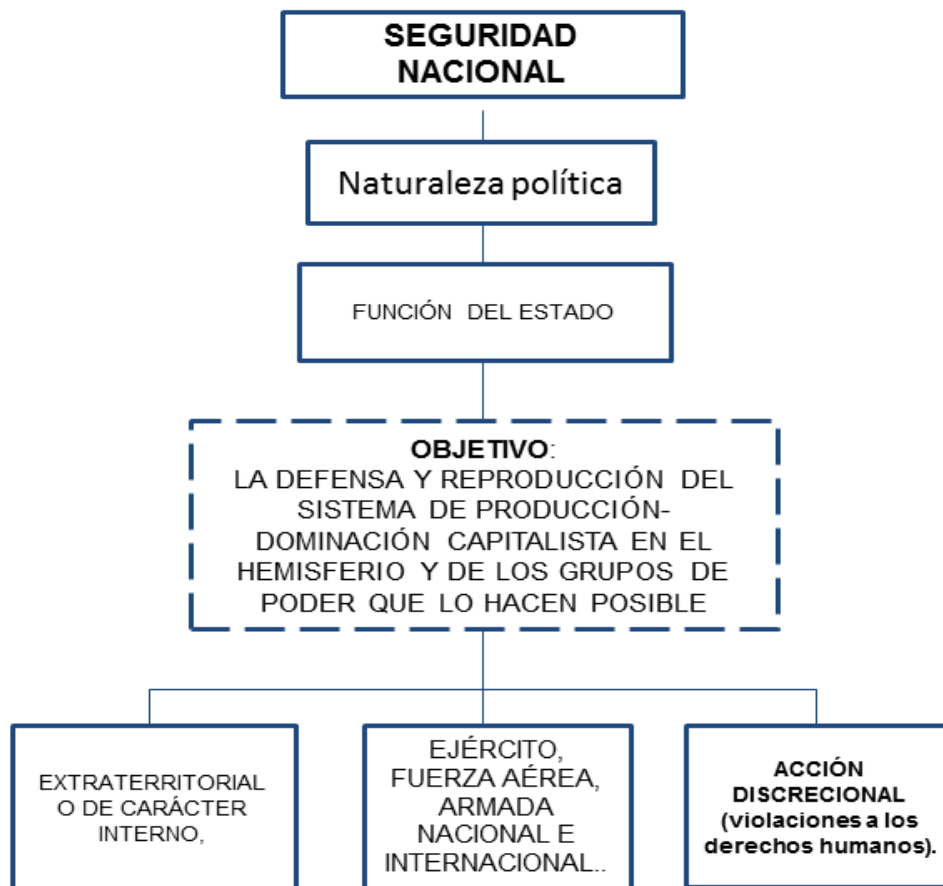 SEGURIDAD
NACIONAL
Naturaleza política
FUNCIÓN DEL ESTADO
OBJETIVO:
LA DEFENSA Y REPRODUCCIÓN DEL
SISTEMA DE PRODUCCIÓN-
DOMINACIÓN CAPITALISTA EN EL
HEMISFERIO Y DE LOS GRUPOS DE
PODER QUE LO HACEN POSIBLE
EXTRATERRITORIAL
O DE CARÁCTER
INTERNO,
EJÉRCITO,
FUERZA AÉREA,
ARMADA
NACIONAL E
INTERNACIONAL..
ACCIÓN
DISCRECIONAL
(violaciones a los
derechos humanos).